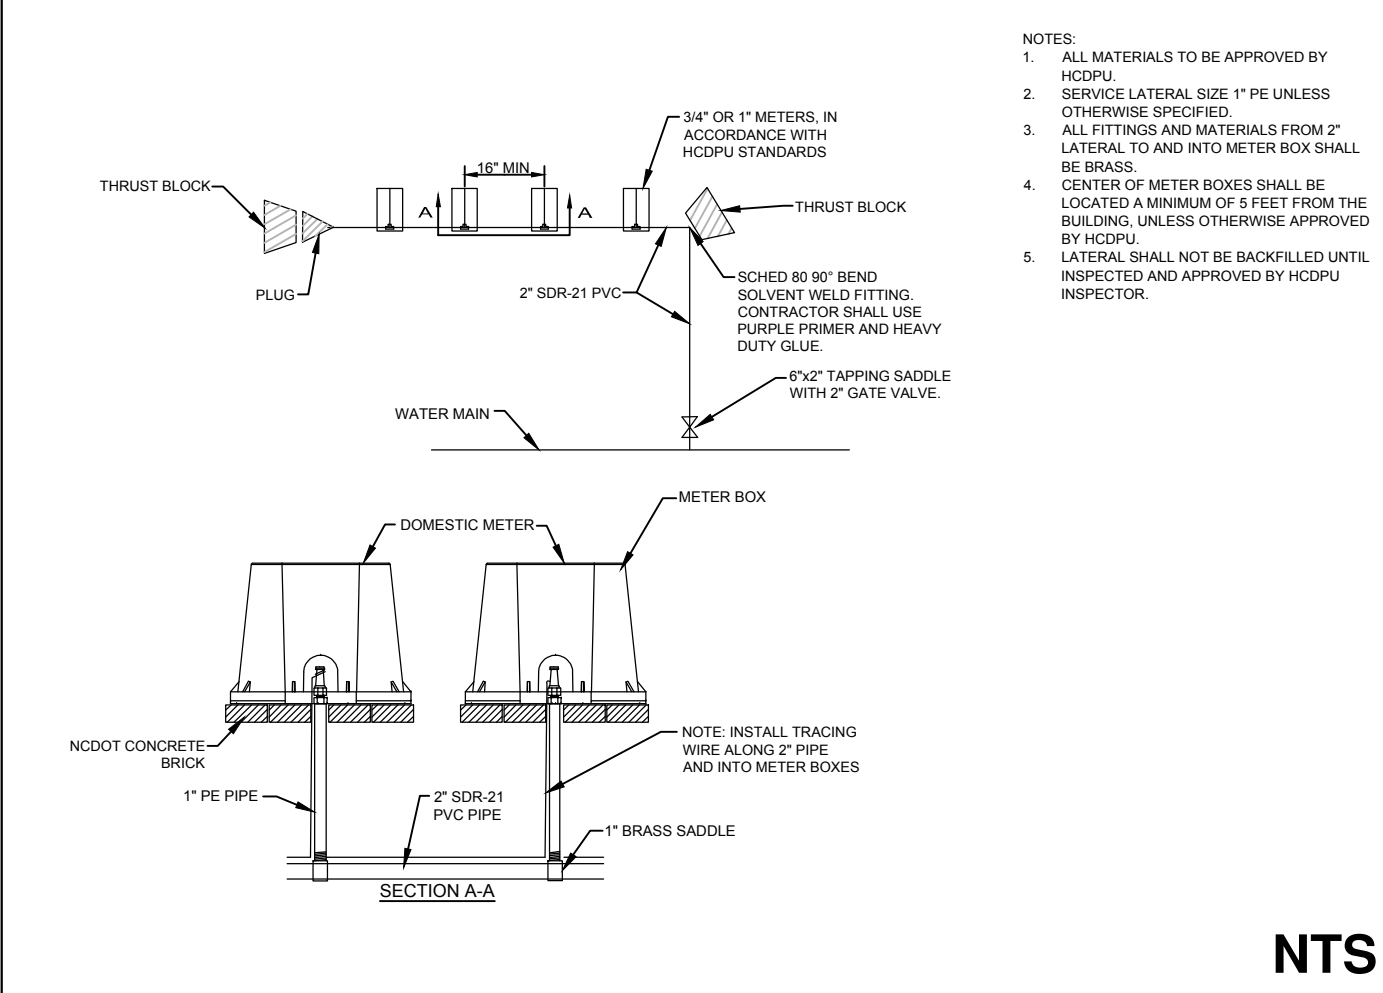 NOTES:
1. ALL MATERIALS TO BE APPROVED BY
HCDPU.
2. SERVICE LATERAL SIZE 1" PE UNLESS
OTHERWISE SPECIFIED.
3. ALL FITTINGS AND MATERIALS FROM 2"
LATERAL TO AND INTO METER BOX SHALL
BE BRASS.
4. CENTER OF METER BOXES SHALL BE
LOCATED A MINIMUM OF 5 FEET FROM THE
BUILDING, UNLESS OTHERWISE APPROVED
BY HCDPU.
5. LATERAL SHALL NOT BE BACKFILLED UNTIL
INSPECTED AND APPROVED BY HCDPU
INSPECTOR.
3/4" OR 1" METERS, IN
ACCORDANCE WITH
HCDPU STANDARDS
16" MIN
THRUST BLOCK
A
A
THRUST BLOCK
PLUG
2" SDR-21 PVC
SCHED 80 90° BEND
SOLVENT WELD FITTING.
CONTRACTOR SHALL USE
PURPLE PRIMER AND HEAVY
DUTY GLUE.
6"x2" TAPPING SADDLE
WITH 2" GATE VALVE.
WATER MAIN
METER BOX
DOMESTIC METER
NCDOT CONCRETE
BRICK
NOTE: INSTALL TRACING
WIRE ALONG 2" PIPE
AND INTO METER BOXES
1" PE PIPE
2" SDR-21
PVC PIPE
1" BRASS SADDLE
SECTION A-A
NTS